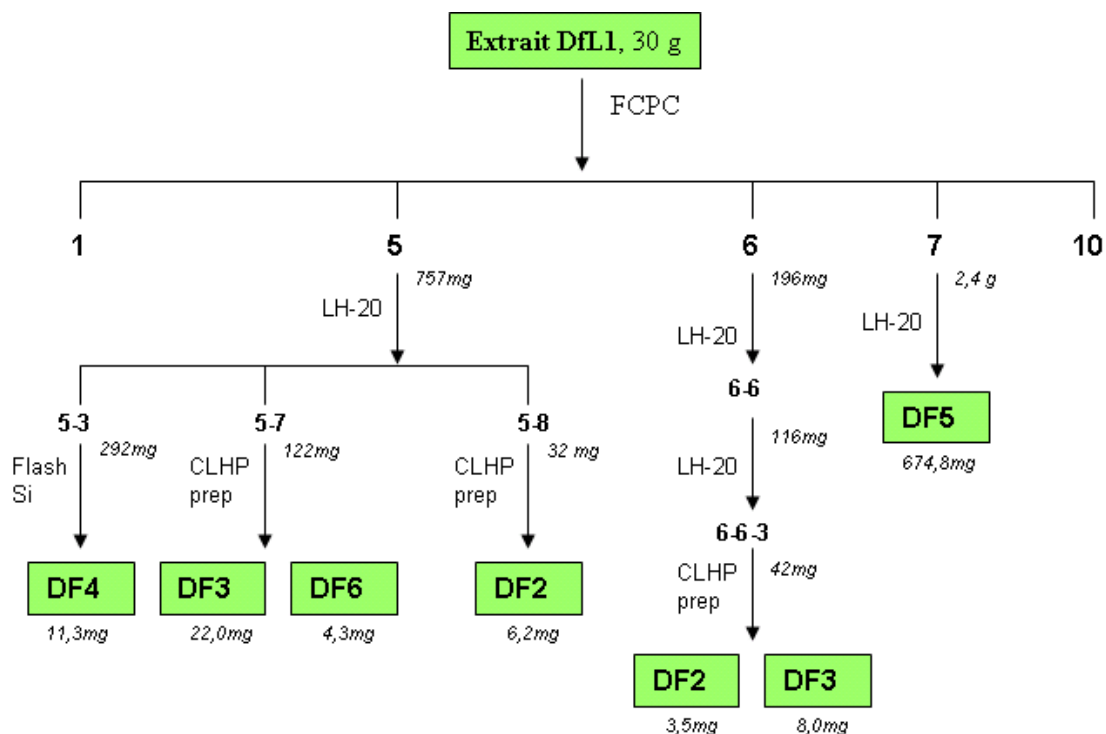 Extrait DfL1, 30 g
FCPC
1 5 6 7 10
757mg 196mg 2,4 g
LH-20 LH-20 LH-20
5-3 5-7 5-8 6-6 DF5
292mg 122mg 32 mg 116mg 674,8mg
Flash Si CLHP prep CLHP prep LH-20
6-6-3
DF4 DF3 DF6 DF2 CLHP prep 42mg
11,3mg 22,0mg 4,3mg 6,2mg
DF2 DF3
3,5mg 8,0mg